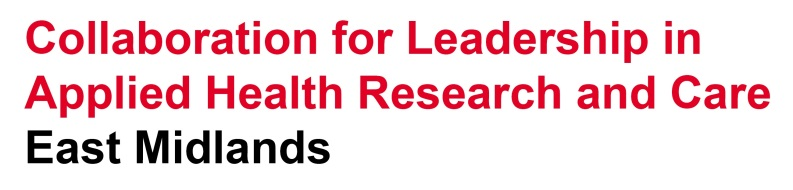 Collaboration for Leadership in
Applied Health Research and Care
East Midlands